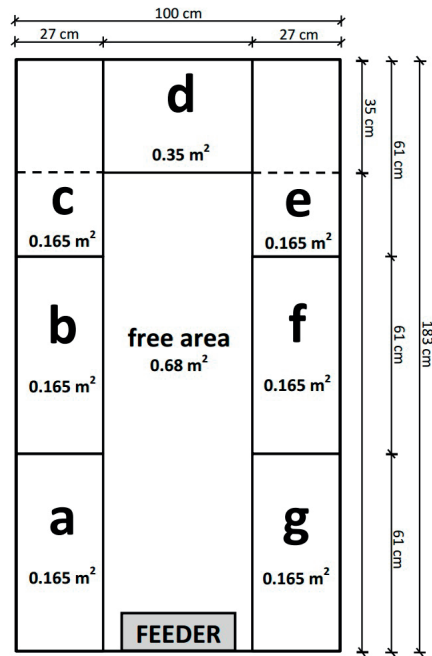 100 cm
27 cm 27 cm
d
0.35 m²
35 cm
61 cm
c
0.165 m²
e
0.165 m²
b
0.165 m²
free area
0.68 m²
f
0.165 m²
61 cm
183 cm
a
0.165 m²
g
0.165 m²
61 cm
FEEDER